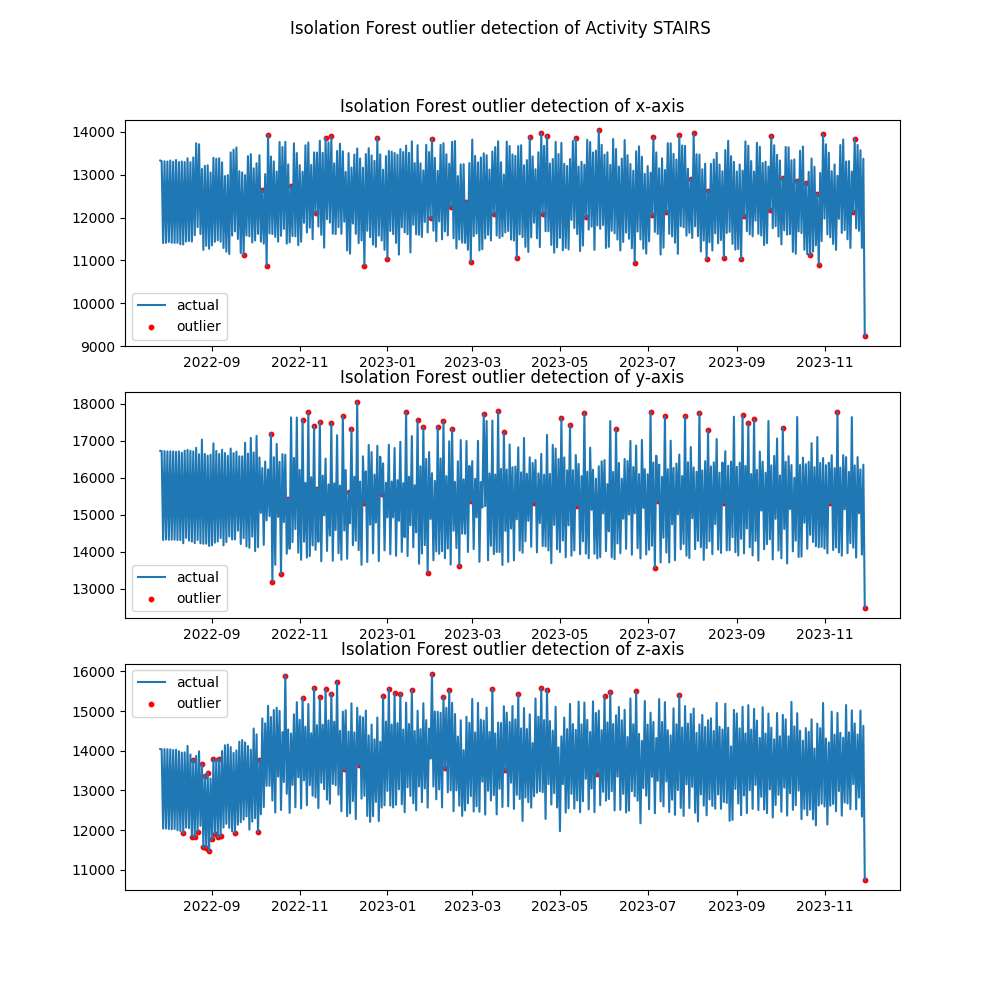 Isolation Forest outlier detection of Activity STAIRS
Isolation Forest outlier detection of x-axis
14000
13000
12000
11000
10000
9000
actual
outlier
2022-09 2022-11 2023-01 2023-03 2023-05 2023-07 2023-09 2023-11
Isolation Forest outlier detection of y-axis
18000
17000
16000
15000
14000
13000
actual
outlier
2022-09 2022-11 2023-01 2023-03 2023-05 2023-07 2023-09 2023-11
Isolation Forest outlier detection of z-axis
16000
15000
14000
13000
12000
11000
actual
outlier
2022-09 2022-11 2023-01 2023-03 2023-05 2023-07 2023-09 2023-11